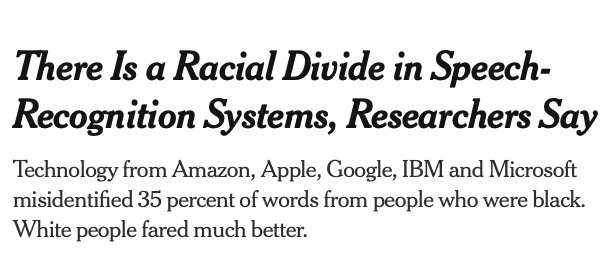 There Is a Racial Divide in Speech-
Recognition Systems, Researchers Say
Technology from Amazon, Apple, Google, IBM and Microsoft
misidentified 35 percent of words from people who were black.
White people fared much better.